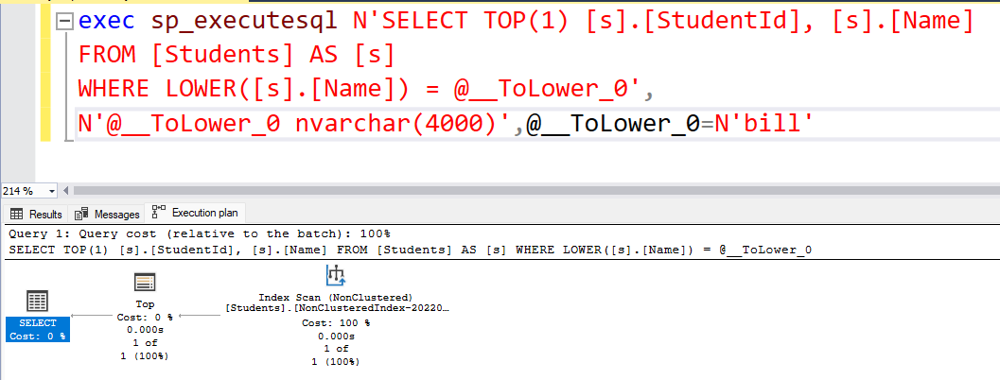 exec sp_executesql N'SELECT TOP(1) [s].[StudentId], [s].[Name]
FROM [Students] AS [s]
WHERE LOWER([s].[Name]) = @__ToLower_0',
N'@__ToLower_0 nvarchar(4000)',@__ToLower_0=N'bill'
214 %
Results Messages Execution plan
Query 1: Query cost (relative to the batch): 100%
SELECT TOP(1) [s].[StudentId], [s].[Name] FROM [Students] AS [s] WHERE LOWER([s].[Name]) = @__ToLower_0
SELECT
Cost: 0 %
Top
Cost: 0 %
0.000s
1 of
1 (100%)
Index Scan (NonClustered)
[Students].[NonClusteredIndex-20220…
Cost: 100 %
0.000s
1 of
1 (100%)